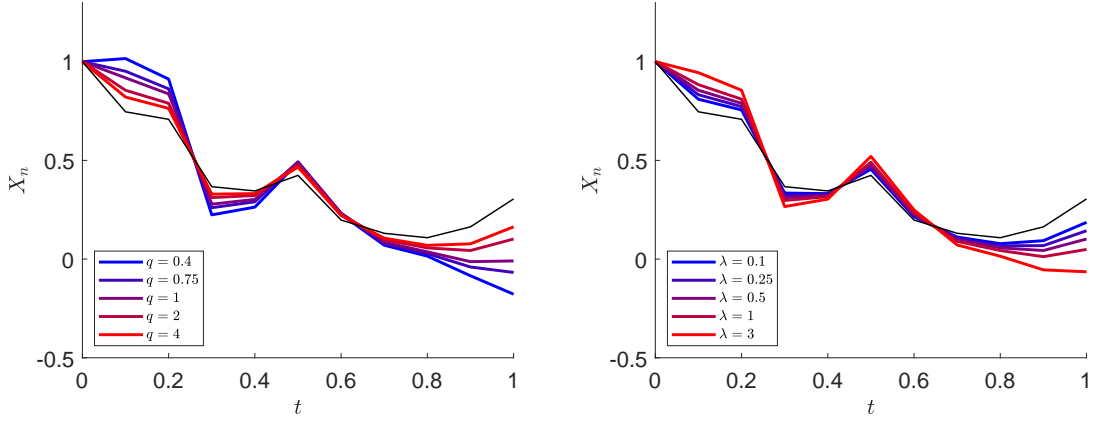 1
0.5
0
-0.5
X_n
0 0.2 0.4 0.6 0.8 1
t
q = 0.4
q = 0.75
q = 1
q = 2
q = 4
1
0.5
0
-0.5
X_n
0 0.2 0.4 0.6 0.8 1
t
λ = 0.1
λ = 0.25
λ = 0.5
λ = 1
λ = 3